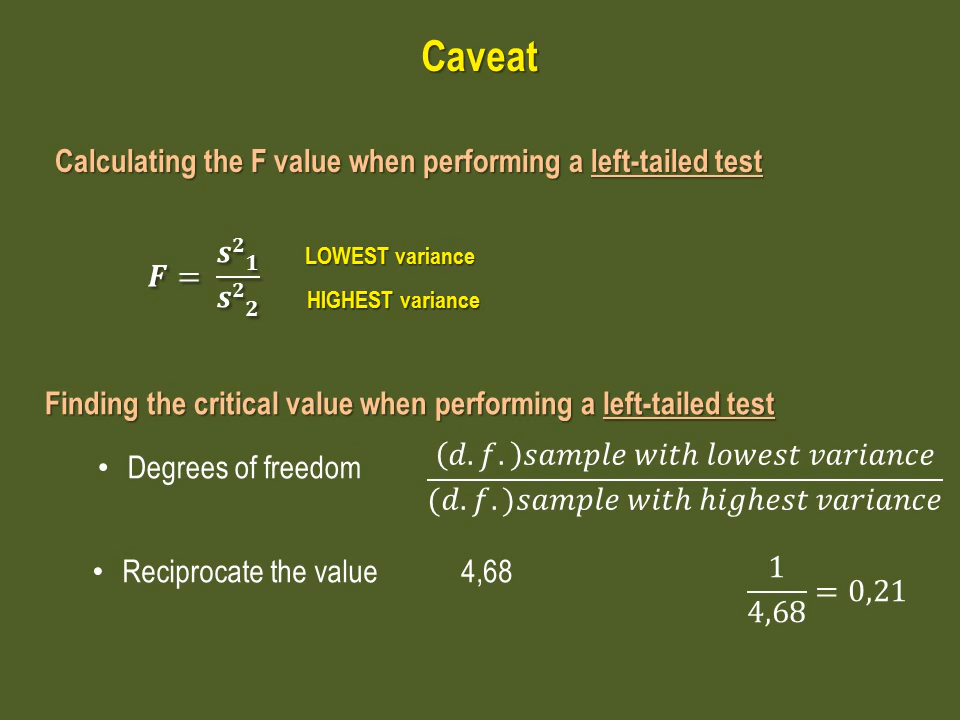 Caveat
Calculating the F value when performing a left-tailed test
F = s²₁ / s²₂
LOWEST variance
HIGHEST variance
Finding the critical value when performing a left-tailed test
• Degrees of freedom
(d.f.)sample with lowest variance
(d.f.)sample with highest variance
• Reciprocate the value 4,68
1 / 4,68 = 0,21